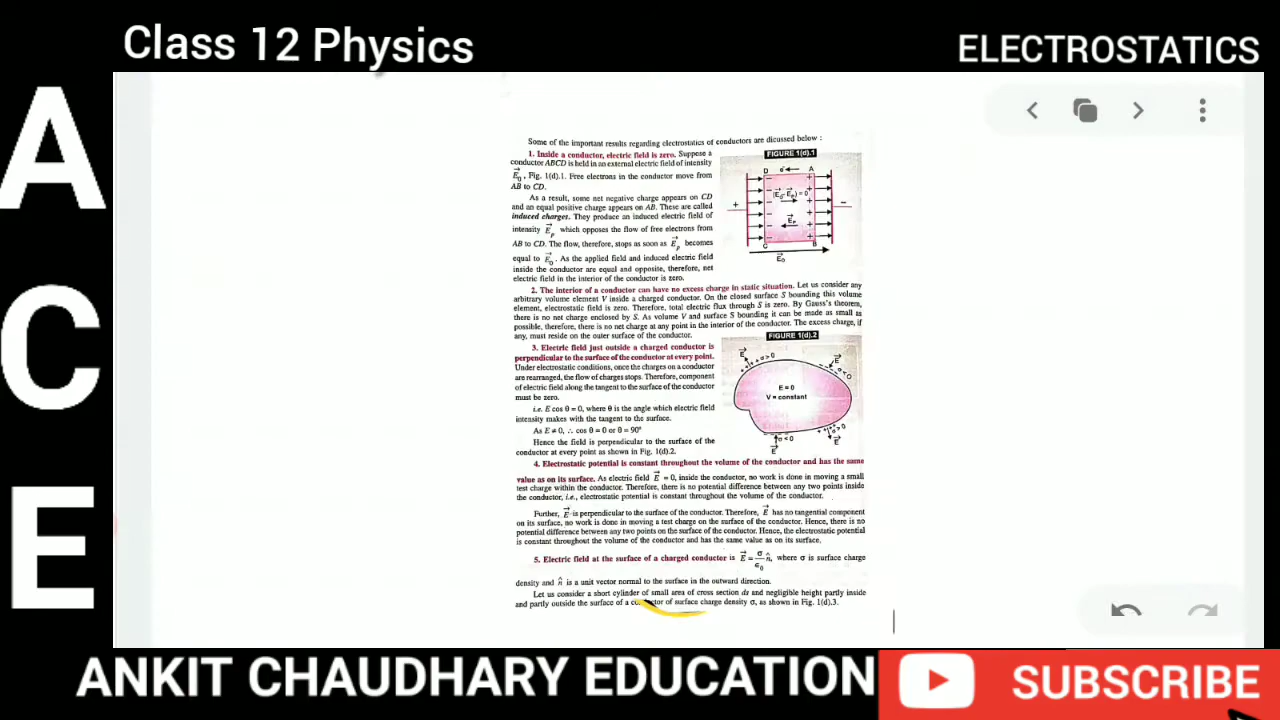 Class 12 Physics
ELECTROSTATICS
A
C
E
Some of the important results regarding electrostatics of conductors are dicussed below :
1. Inside a conductor, electric field is zero. Suppose a
conductor ABCD is held in an external electric field of intensity
E₀, Fig. 1(d).1. Free electrons in the conductor move from
AB to CD.
As a result, some net negative charge appears on CD
and an equal positive charge appears on AB. These are called
induced charges. They produce an induced electric field of
intensity E⃗p which opposes the flow of free electrons from
AB to CD. The flow, therefore, stops as soon as E⃗p becomes
equal to E⃗₀. As the applied field and induced electric field
inside the conductor are equal and opposite, therefore, net
electric field in the interior of the conductor is zero.
FIGURE 1(d).1
D A
+ −
E⃗p
B
E⃗₀
2. The interior of a conductor can have no excess charge in static situation. Let us consider any
arbitrary volume element V inside a charged conductor. On the closed surface S bounding this volume
element, electrostatic field is zero. Therefore, total electric flux through S is zero. By Gauss's theorem,
there is no net charge enclosed by S. As volume V and surface S bounding it can be made as small as
possible, therefore, there is no net charge at any point in the interior of the conductor. The excess charge, if
any, must reside on the outer surface of the conductor.
3. Electric field just outside a charged conductor is
perpendicular to the surface of the conductor at every point.
Under electrostatic conditions, once the charges on a conductor
are rearranged, the flow of charges stops. Therefore, component
of electric field along the tangent to the surface of the conductor
must be zero.
i.e. E cos θ = 0, where θ is the angle which electric field
intensity makes with the tangent to the surface.
As E ≠ 0, ∴ cos θ = 0 or θ = 90°
Hence the field is perpendicular to the surface of the
conductor at every point as shown in Fig. 1(d).2.
FIGURE 1(d).2
E⃗ σ>0 E⃗ σ<0
E = 0
V = constant
σ<0 σ>0
E⃗ E⃗
4. Electrostatic potential is constant throughout the volume of the conductor and has the same
value as on its surface. As electric field E⃗ = 0, inside the conductor, no work is done in moving a small
test charge within the conductor. Therefore, there is no potential difference between any two points inside
the conductor, i.e., electrostatic potential is constant throughout the volume of the conductor.
Further, E⃗ is perpendicular to the surface of the conductor. Therefore, E⃗ has no tangential component
on its surface, no work is done in moving a test charge on the surface of the conductor. Hence, there is no
potential difference between any two points on the surface of the conductor. Hence, the electrostatic potential
is constant throughout the volume of the conductor and has the same value as on its surface.
5. Electric field at the surface of a charged conductor is E⃗ = σ/ϵ₀ n̂, where σ is surface charge
density and n̂ is a unit vector normal to the surface in the outward direction.
Let us consider a short cylinder of small area of cross section ds and negligible height partly inside
and partly outside the surface of a conductor of surface charge density σ, as shown in Fig. 1(d).3.
ANKIT CHAUDHARY EDUCATION
SUBSCRIBE